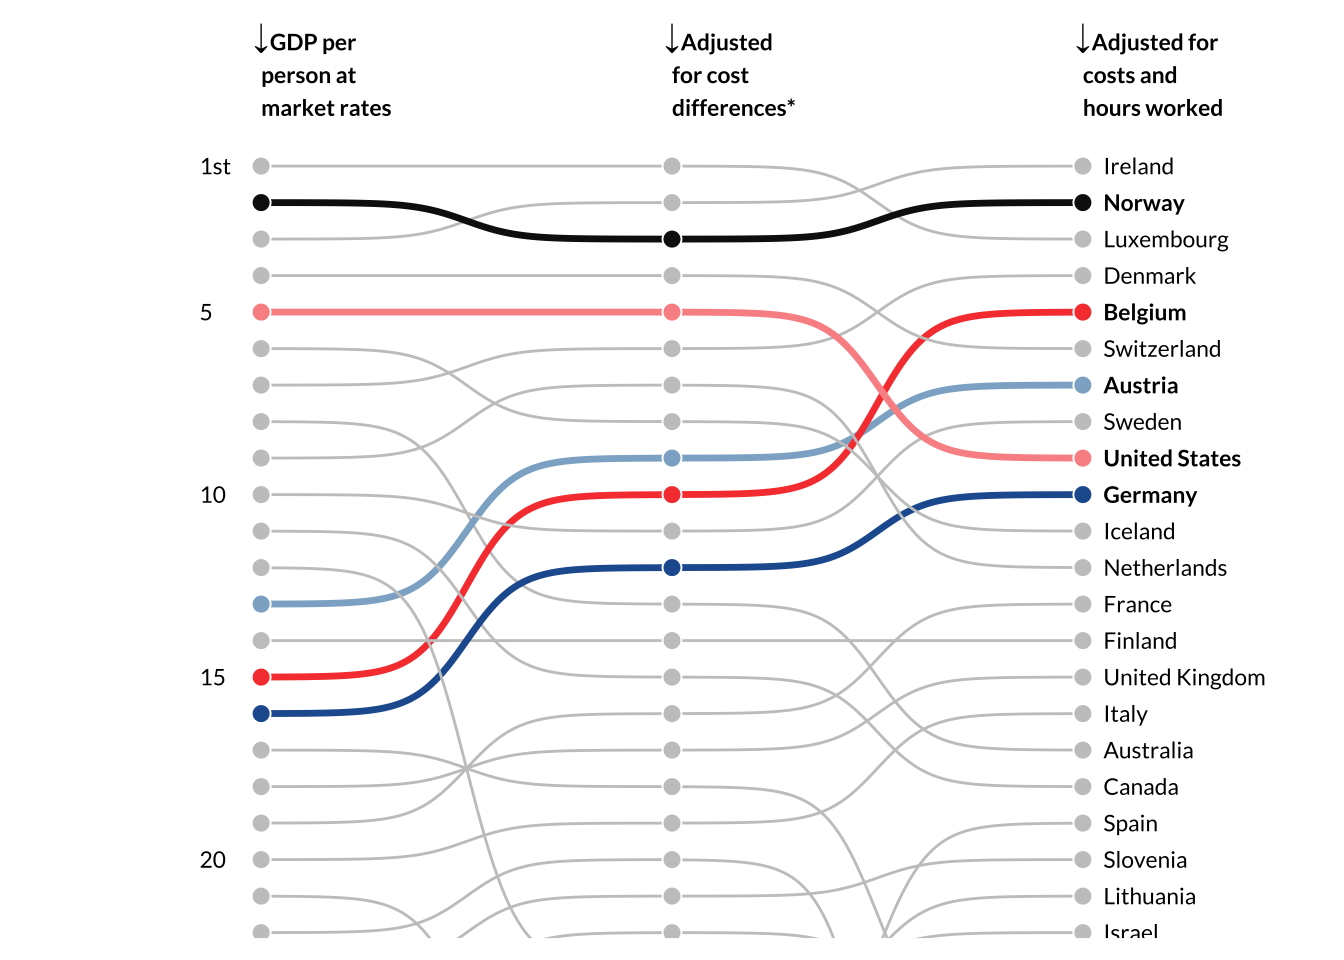 ↓GDP per
person at
market rates
↓Adjusted
for cost
differences*
↓Adjusted for
costs and
hours worked
1st
Ireland
Norway
Luxembourg
Denmark
5
Belgium
Switzerland
Austria
Sweden
United States
10
Germany
Iceland
Netherlands
France
Finland
15
United Kingdom
Italy
Australia
Canada
Spain
20
Slovenia
Lithuania
Israel